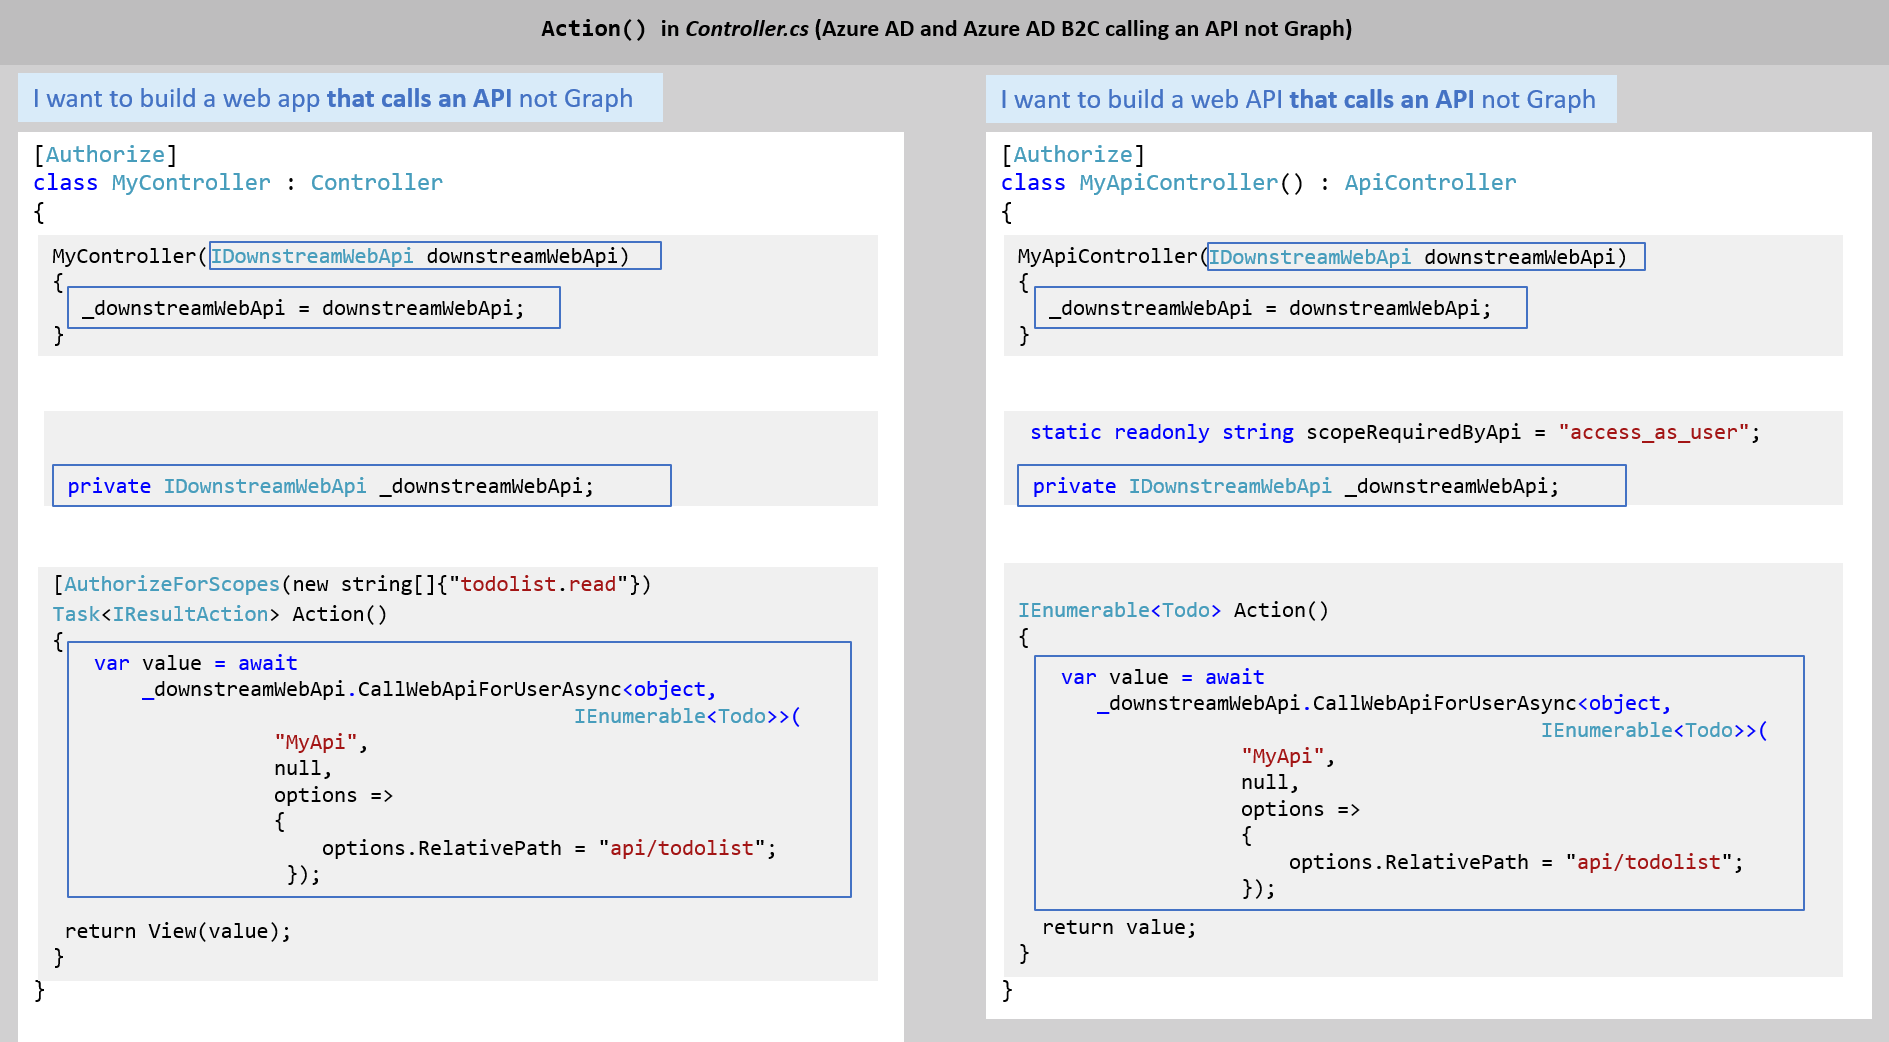 Action() in Controller.cs (Azure AD and Azure AD B2C calling an API not Graph)
I want to build a web app that calls an API not Graph
[Authorize]
class MyController : Controller
{
MyController(IDownstreamWebApi downstreamWebApi)
{
_downstreamWebApi = downstreamWebApi;
}
private IDownstreamWebApi _downstreamWebApi;
[AuthorizeForScopes(new string[]{"todolist.read"})
Task<IResultAction> Action()
{
var value = await
_downstreamWebApi.CallWebApiForUserAsync<object,
IEnumerable<Todo>>(
"MyApi",
null,
options =>
{
options.RelativePath = "api/todolist";
});
return View(value);
}
}
I want to build a web API that calls an API not Graph
[Authorize]
class MyApiController() : ApiController
{
MyApiController(IDownstreamWebApi downstreamWebApi)
{
_downstreamWebApi = downstreamWebApi;
}
static readonly string scopeRequiredByApi = "access_as_user";
private IDownstreamWebApi _downstreamWebApi;
IEnumerable<Todo> Action()
{
var value = await
_downstreamWebApi.CallWebApiForUserAsync<object,
IEnumerable<Todo>>(
"MyApi",
null,
options =>
{
options.RelativePath = "api/todolist";
});
return value;
}
}